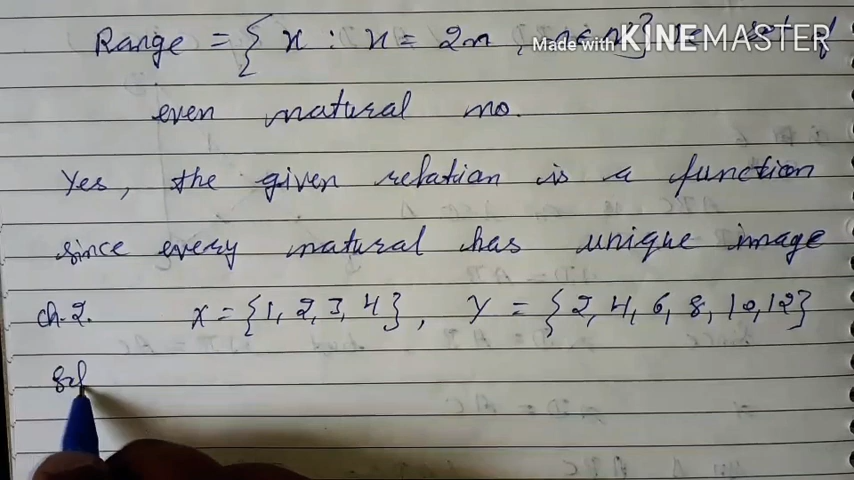 Range = { x : x = 2n ,
Made with KINEMASTER
even natural no.
Yes, the given relation is a function
since every natural has unique image
ch.2. X = {1, 2, 3, 4} , Y = {2, 4, 6, 8, 10, 12}
Sol